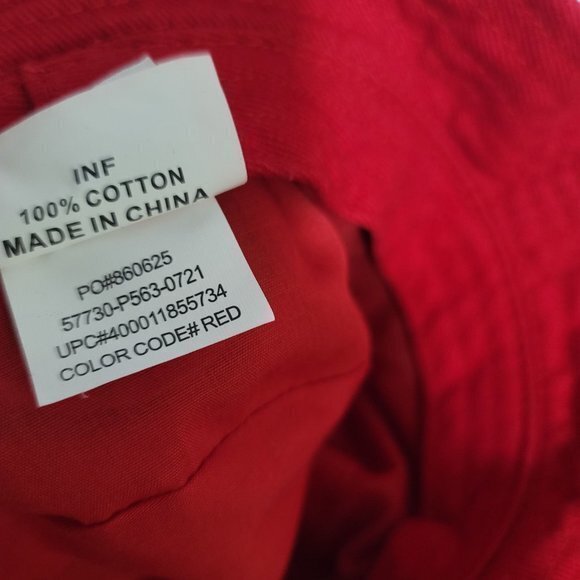 INF
100% COTTON
MADE IN CHINA
PO#860625
57730-P563-0721
UPC#400011855734
COLOR CODE# RED